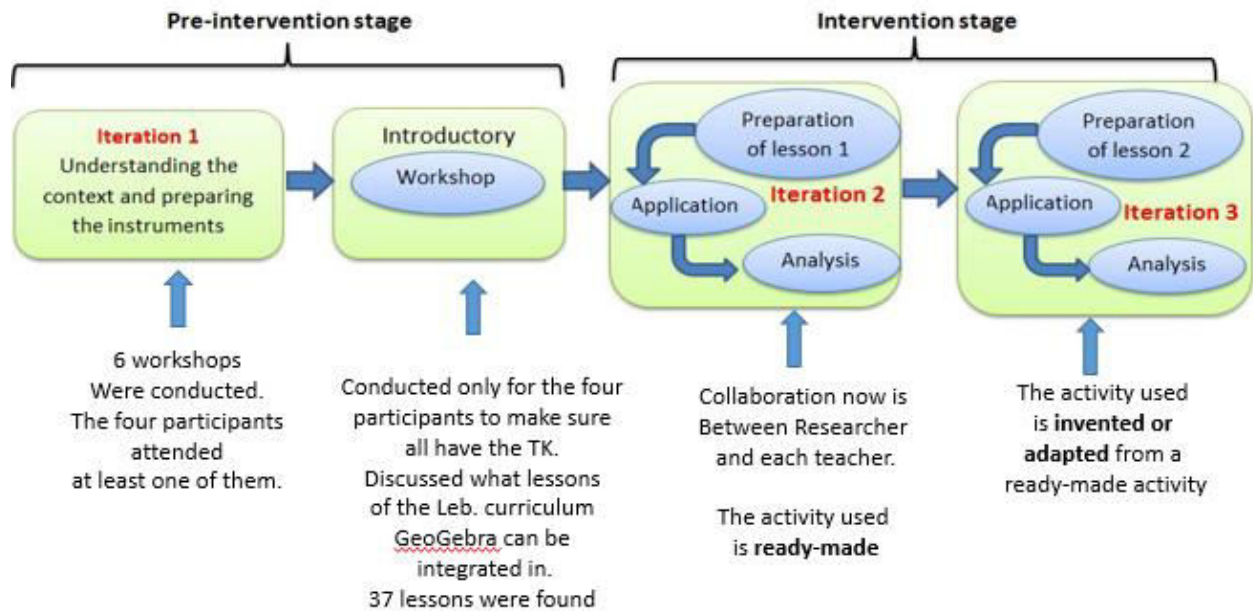 Pre-intervention stage
Intervention stage
Iteration 1
Understanding the
context and preparing
the instruments
Introductory
Workshop
Preparation
of lesson 1
Application
Iteration 2
Analysis
Preparation
of lesson 2
Application
Iteration 3
Analysis
6 workshops
Were conducted.
The four participants
attended
at least one of them.
Conducted only for the four
participants to make sure
all have the TK.
Discussed what lessons
of the Leb. curriculum
GeoGebra can be
integrated in.
37 lessons were found
Collaboration now is
Between Researcher
and each teacher.
The activity used
is ready-made
The activity used
is invented or
adapted from a
ready-made activity